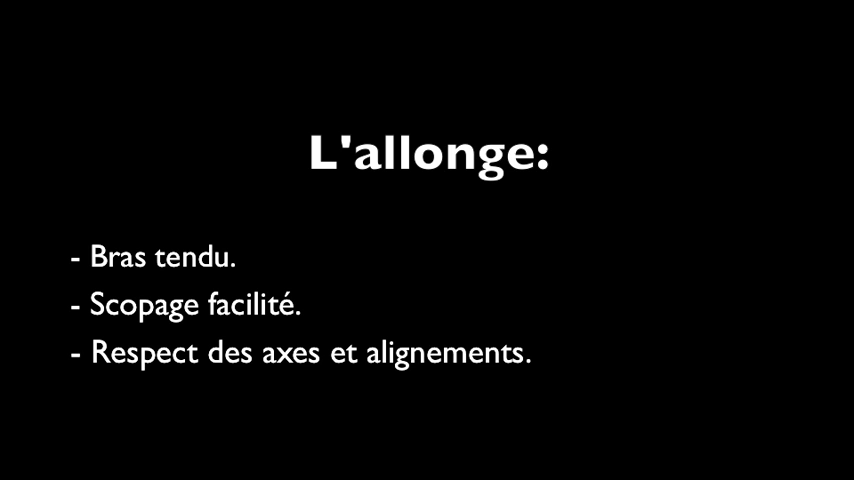 L'allonge:
- Bras tendu.
- Scopage facilité.
- Respect des axes et alignements.